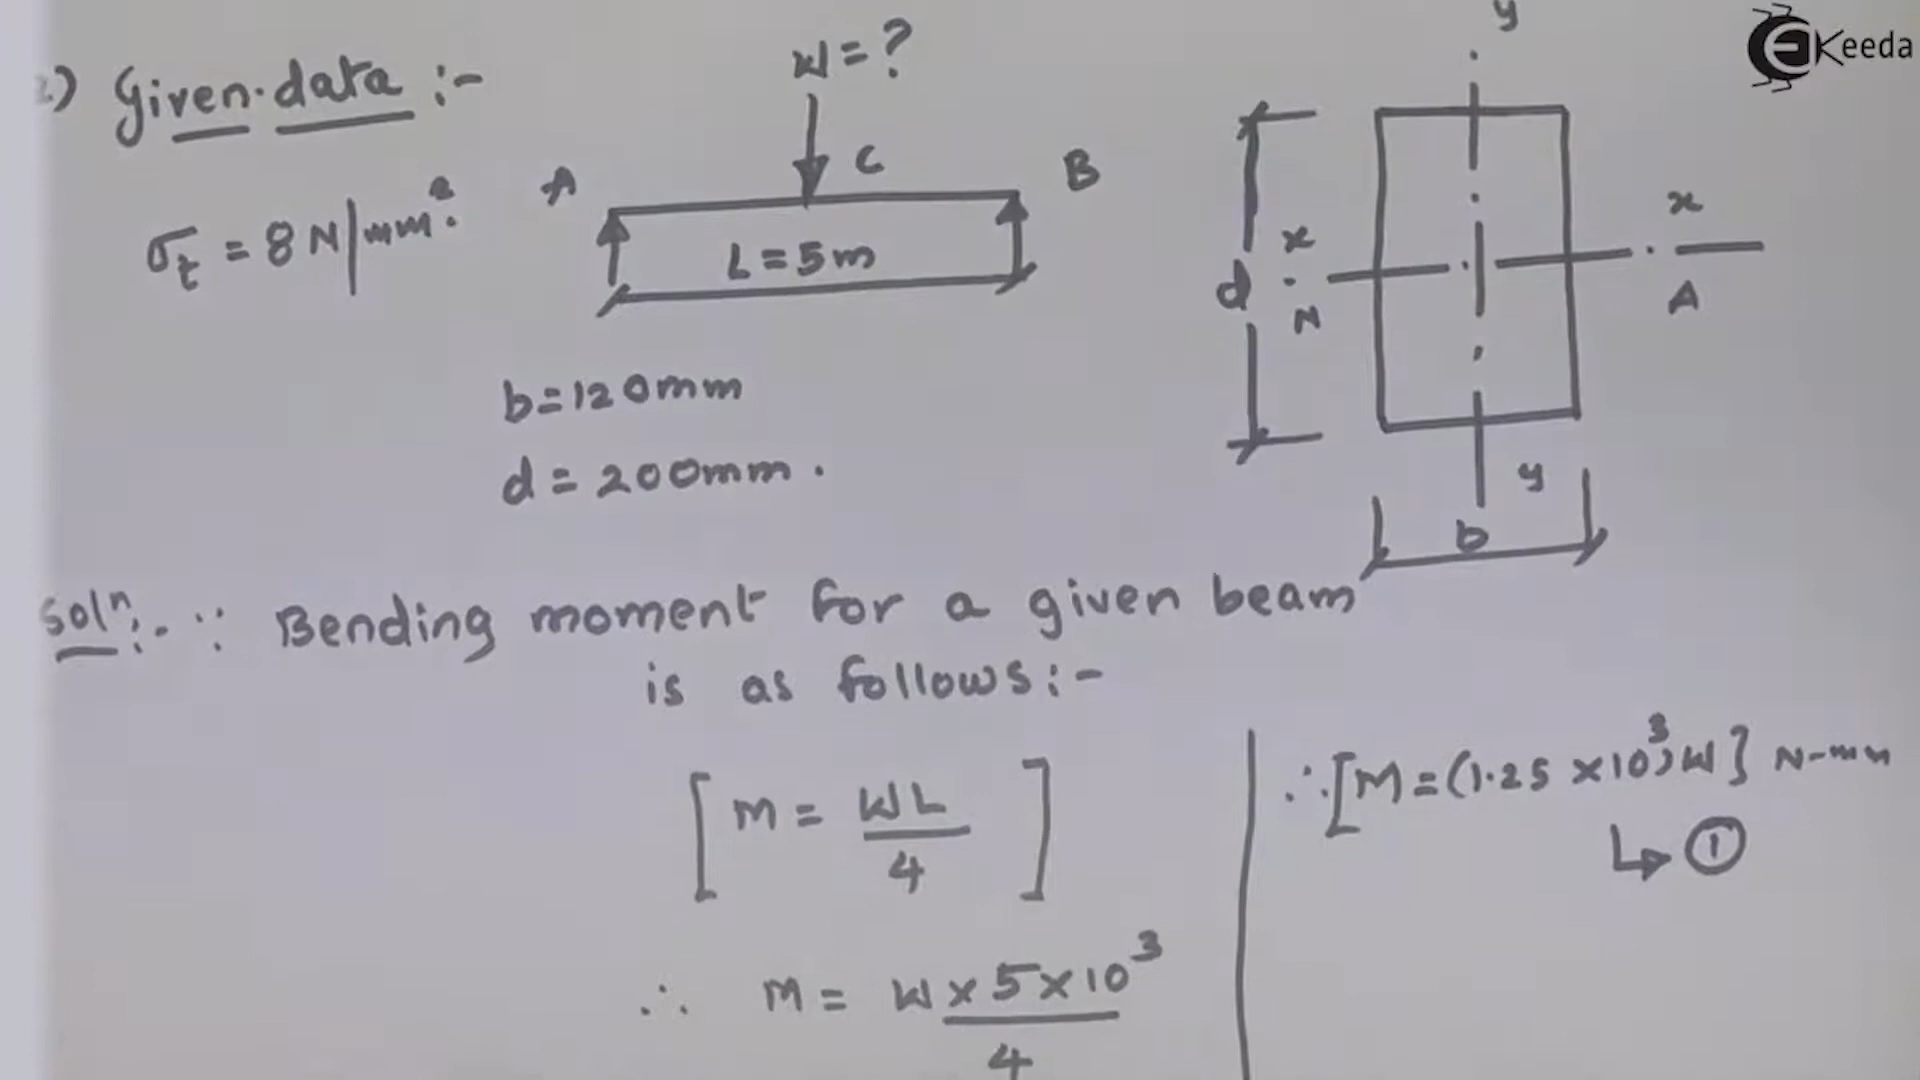 2) Given data :-
W = ?
σt = 8 N/mm².
A
C
B
L = 5m
b = 120mm
d = 200mm.
y
x
x
d
N
A
y
b
Soln:- ∵ Bending moment for a given beam
is as follows :-
[M = WL/4]
∴ M = W × 5 × 10³/4
∴ [M = (1.25 × 10³)W] N-mm
↳ ①
EKeeda